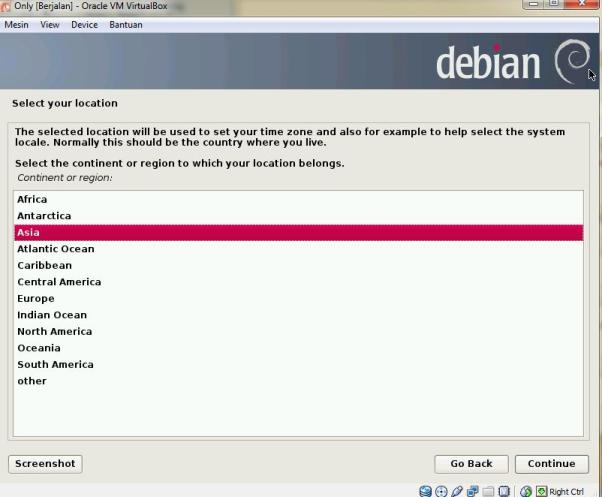 Only [Berjalan] - Oracle VM VirtualBox
Mesin View Device Bantuan
debian
Select your location
The selected location will be used to set your time zone and also for example to help select the system
locale. Normally this should be the country where you live.
Select the continent or region to which your location belongs.
Continent or region:
Africa
Antarctica
Asia
Atlantic Ocean
Caribbean
Central America
Europe
Indian Ocean
North America
Oceania
South America
other
Screenshot
Go Back
Continue
Right Ctrl